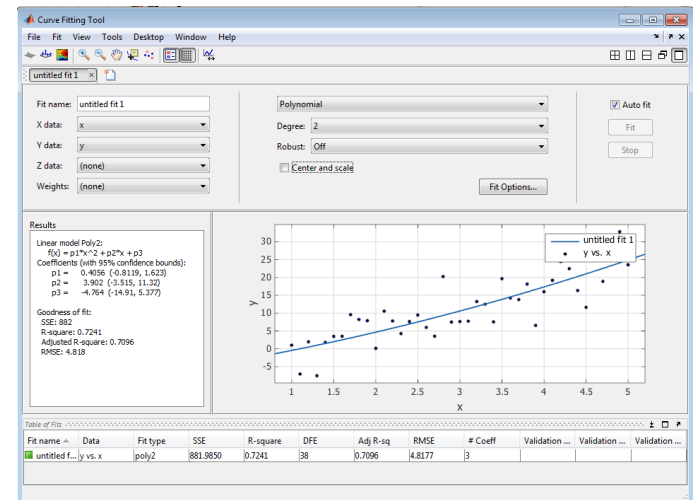 Curve Fitting Tool
File Fit View Tools Desktop Window Help
untitled fit 1
Fit name: untitled fit 1
X data: x
Y data: y
Z data: (none)
Weights: (none)
Polynomial
Degree: 2
Robust: Off
Center and scale
Fit Options...
Auto fit
Fit
Stop
Results
Linear model Poly2:
f(x) = p1*x^2 + p2*x + p3
Coefficients (with 95% confidence bounds):
p1 = 0.4056 (-0.8119, 1.623)
p2 = 3.902 (-3.515, 11.32)
p3 = -4.764 (-14.91, 5.377)
Goodness of fit:
SSE: 882
R-square: 0.7241
Adjusted R-square: 0.7096
RMSE: 4.818
untitled fit 1
y vs. x
30
25
20
15
10
5
0
-5
y
1 1.5 2 2.5 3 3.5 4 4.5 5
x
Table of Fits
Fit name Data Fit type SSE R-square DFE Adj R-sq RMSE # Coeff Validation ... Validation ... Validation ...
untitled f... y vs. x poly2 881.9850 0.7241 38 0.7096 4.8177 3